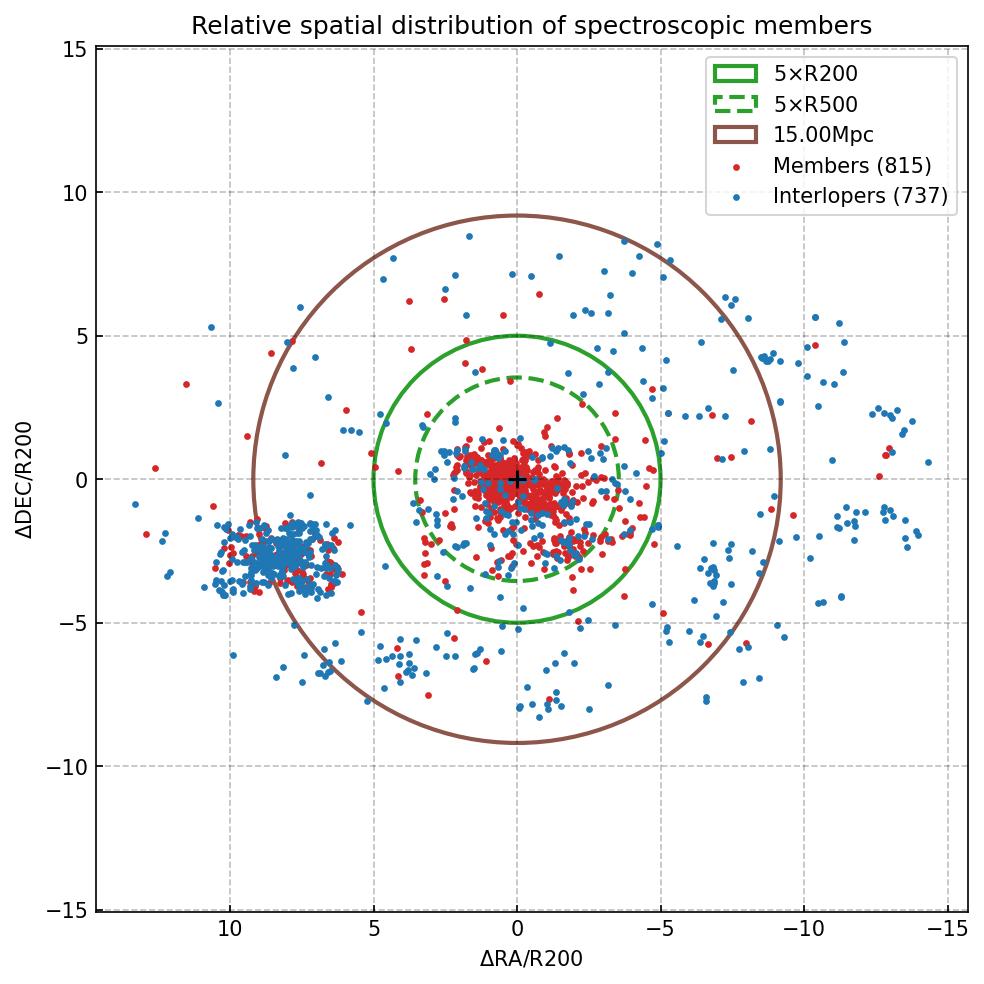 Relative spatial distribution of spectroscopic members
5×R200
5×R500
15.00Mpc
Members (815)
Interlopers (737)
15
10
5
0
−5
−10
−15
ΔDEC/R200
10
5
0
−5
−10
−15
ΔRA/R200